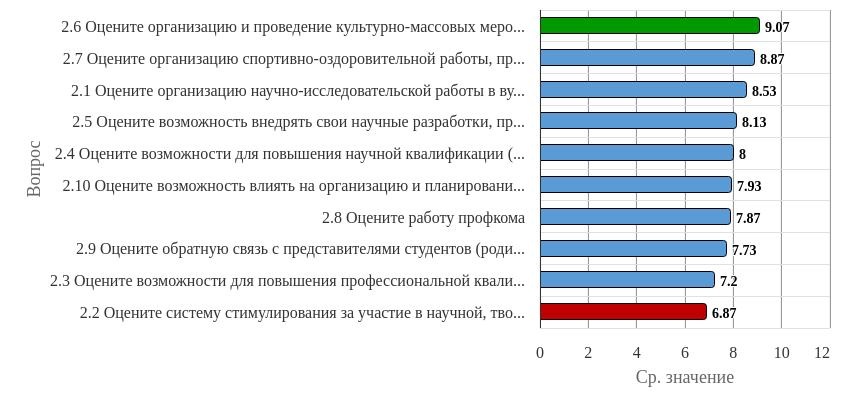 2.6 Оцените организацию и проведение культурно-массовых меро... 9.07
2.7 Оцените организацию спортивно-оздоровительной работы, пр... 8.87
2.1 Оцените организацию научно-исследовательской работы в ву... 8.53
2.5 Оцените возможность внедрять свои научные разработки, пр... 8.13
2.4 Оцените возможности для повышения научной квалификации (... 8
2.10 Оцените возможность влиять на организацию и планировани... 7.93
2.8 Оцените работу профкома 7.87
2.9 Оцените обратную связь с представителями студентов (роди... 7.73
2.3 Оцените возможности для повышения профессиональной квали... 7.2
2.2 Оцените систему стимулирования за участие в научной, тво... 6.87
Вопрос
0 2 4 6 8 10 12
Ср. значение